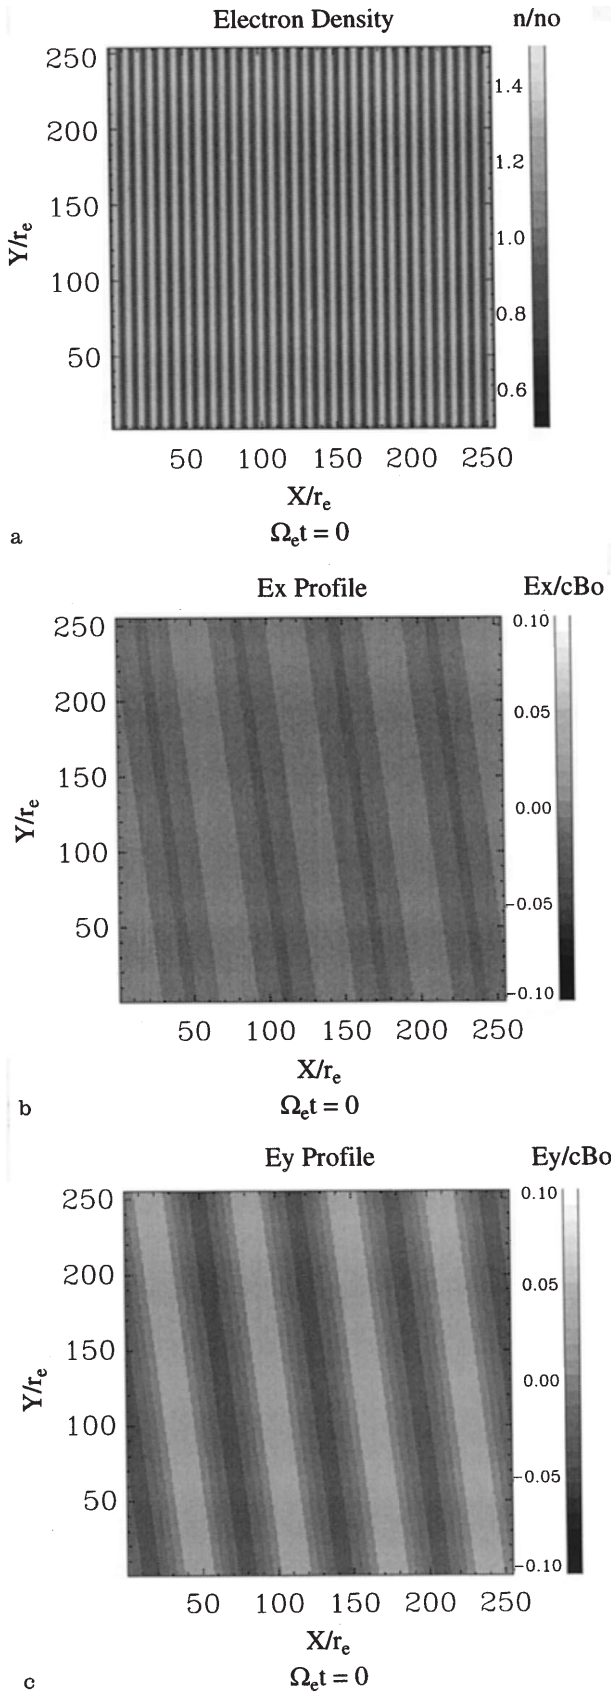 Electron Density n/no
250
200
150
100
50
Y/rₑ
1.4
1.2
1.0
0.8
0.6
50 100 150 200 250
X/rₑ
a Ωₑt = 0
Ex Profile Ex/cBo
250
200
150
100
50
Y/rₑ
0.10
0.05
0.00
-0.05
-0.10
50 100 150 200 250
X/rₑ
b Ωₑt = 0
Ey Profile Ey/cBo
250
200
150
100
50
Y/rₑ
0.10
0.05
0.00
-0.05
-0.10
50 100 150 200 250
X/rₑ
c Ωₑt = 0